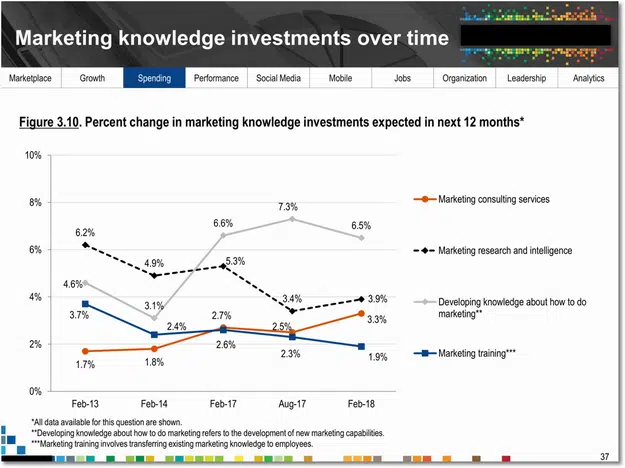 Marketing knowledge investments over time
Marketplace Growth Spending Performance Social Media Mobile Jobs Organization Leadership Analytics
Figure 3.10. Percent change in marketing knowledge investments expected in next 12 months*
10%
8%
6%
4%
2%
0%
6.2%
4.9%
5.3%
3.4%
3.9%
4.6%
3.1%
6.6%
7.3%
6.5%
3.7%
2.4%
2.6%
2.3%
1.9%
1.7%
1.8%
2.7%
2.5%
3.3%
Feb-13 Feb-14 Feb-17 Aug-17 Feb-18
Marketing consulting services
Marketing research and intelligence
Developing knowledge about how to do
marketing**
Marketing training***
*All data available for this question are shown.
**Developing knowledge about how to do marketing refers to the development of new marketing capabilities.
***Marketing training involves transferring existing marketing knowledge to employees.
37